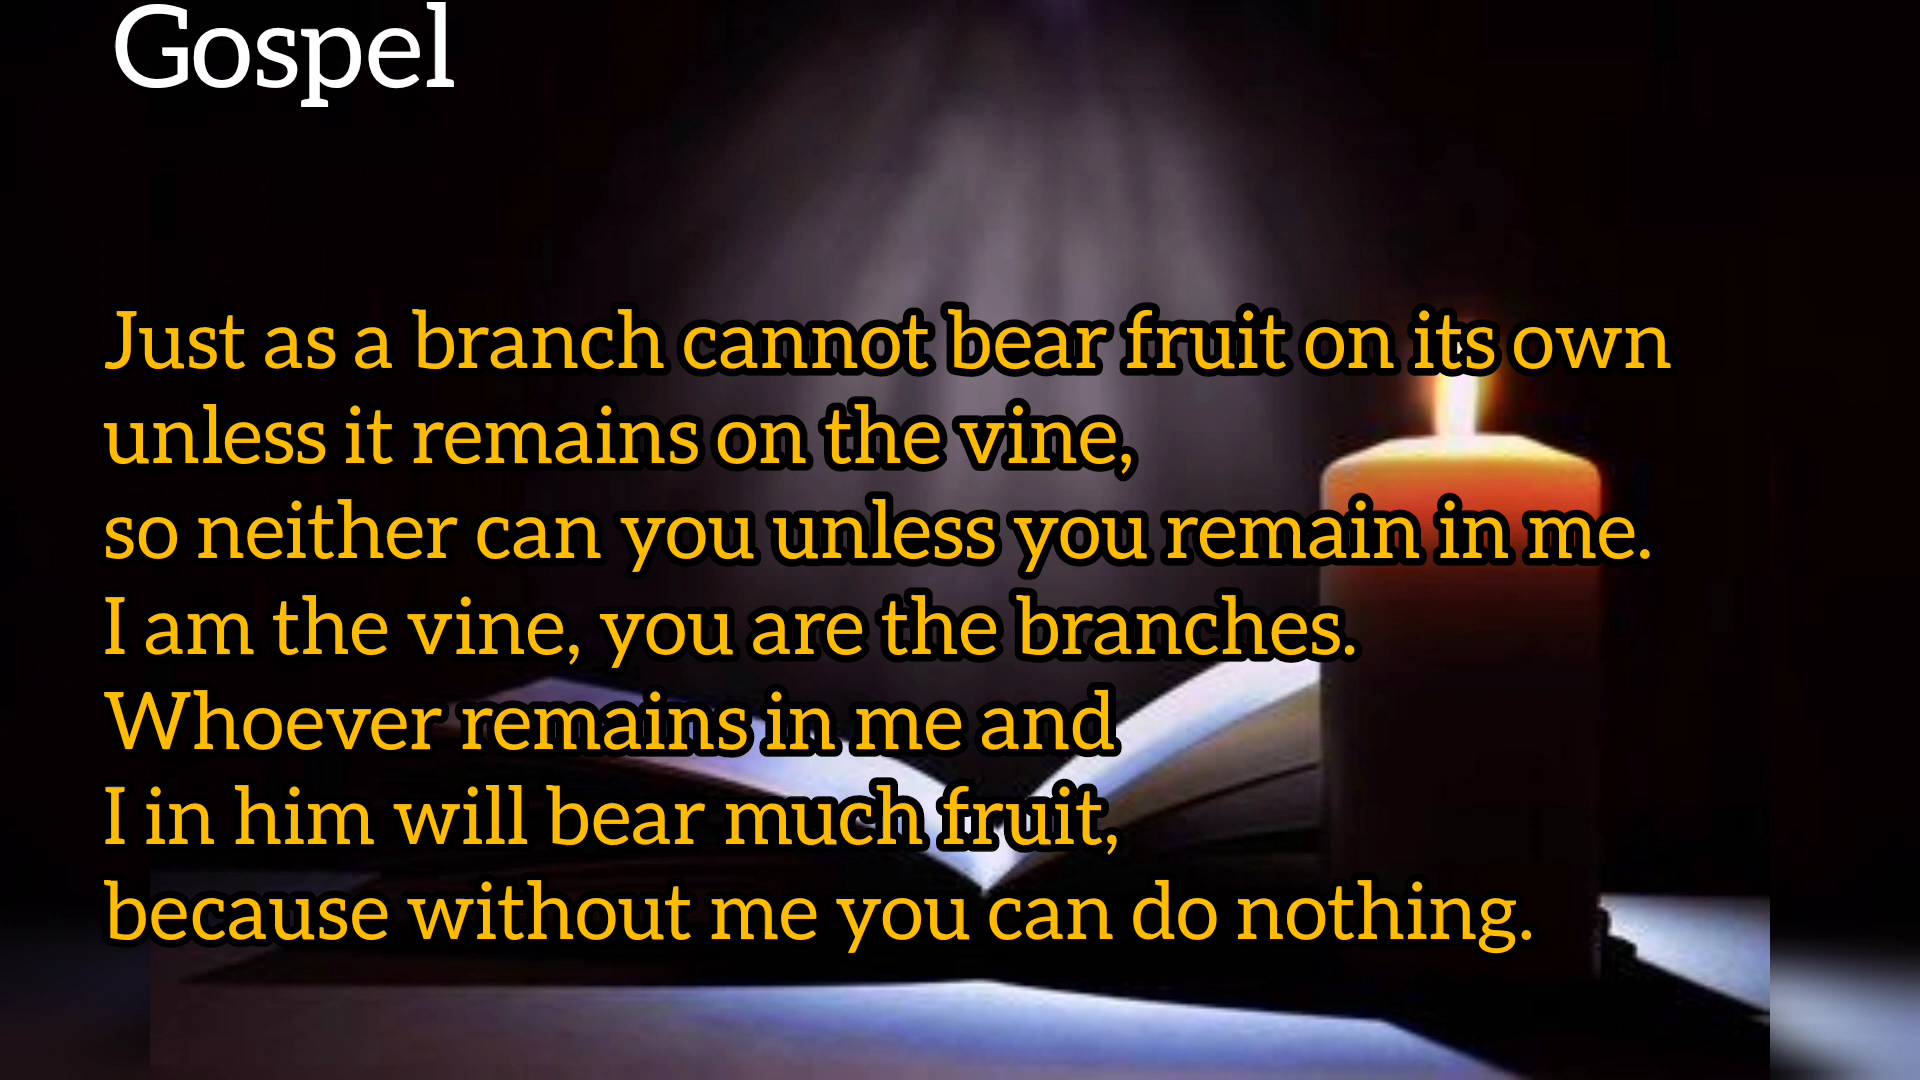 Gospel
Just as a branch cannot bear fruit on its own
unless it remains on the vine,
so neither can you unless you remain in me.
I am the vine, you are the branches.
Whoever remains in me and
I in him will bear much fruit,
because without me you can do nothing.